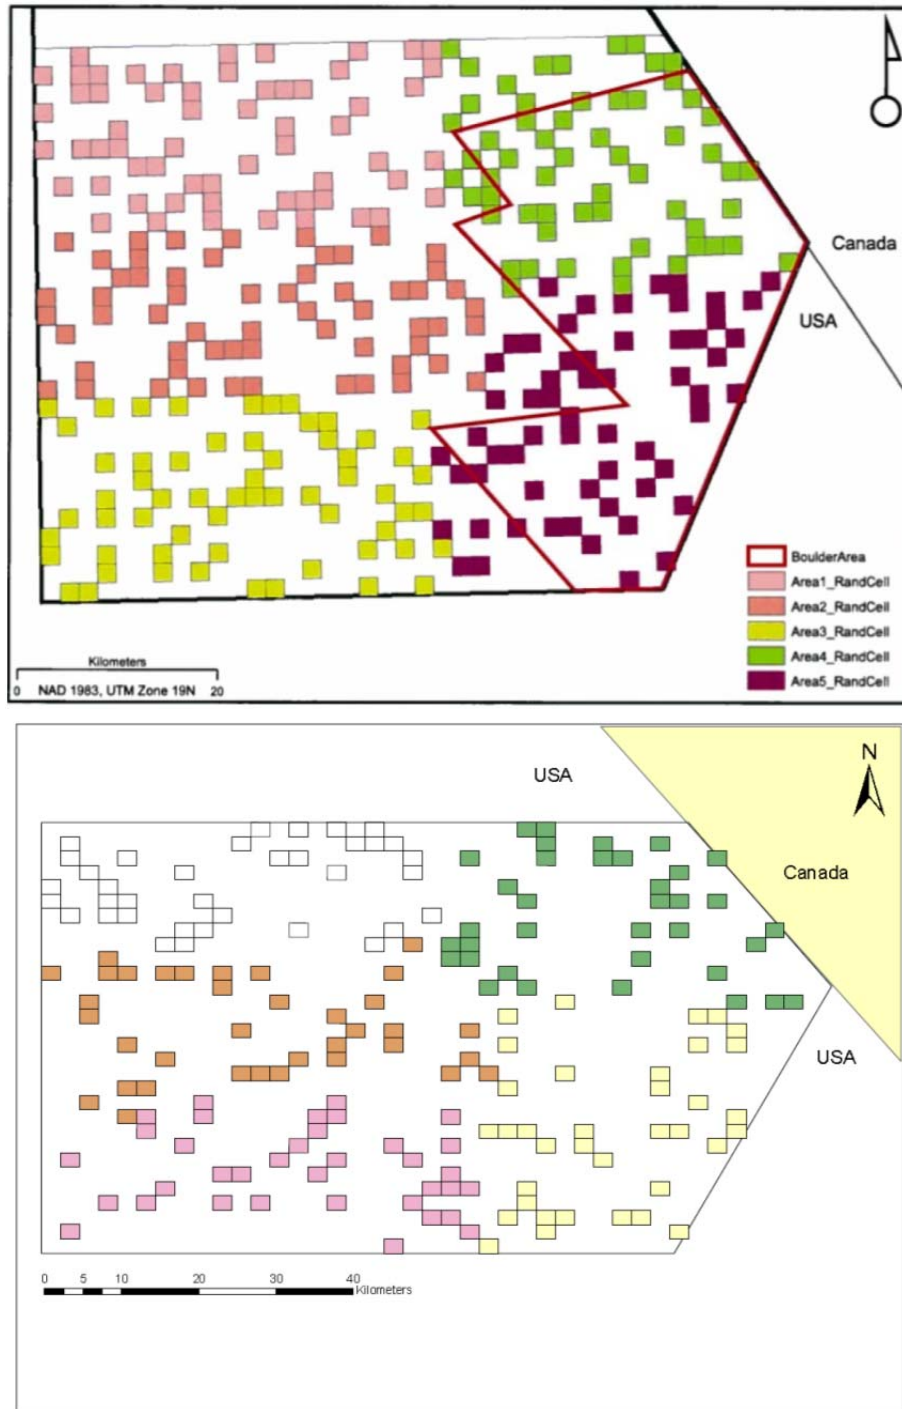 Canada
USA
BoulderArea
Area1_RandCell
Area2_RandCell
Area3_RandCell
Area4_RandCell
Area5_RandCell
Kilometers
0 NAD 1983, UTM Zone 19N 20
N
USA
Canada
USA
0 5 10 20 30 40
Kilometers